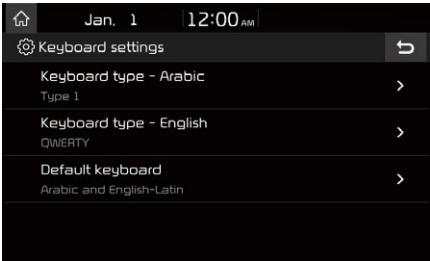 Jan. 1 12:00 AM
Keyboard settings
Keyboard type - Arabic
Type 1
Keyboard type - English
QWERTY
Default keyboard
Arabic and English-Latin